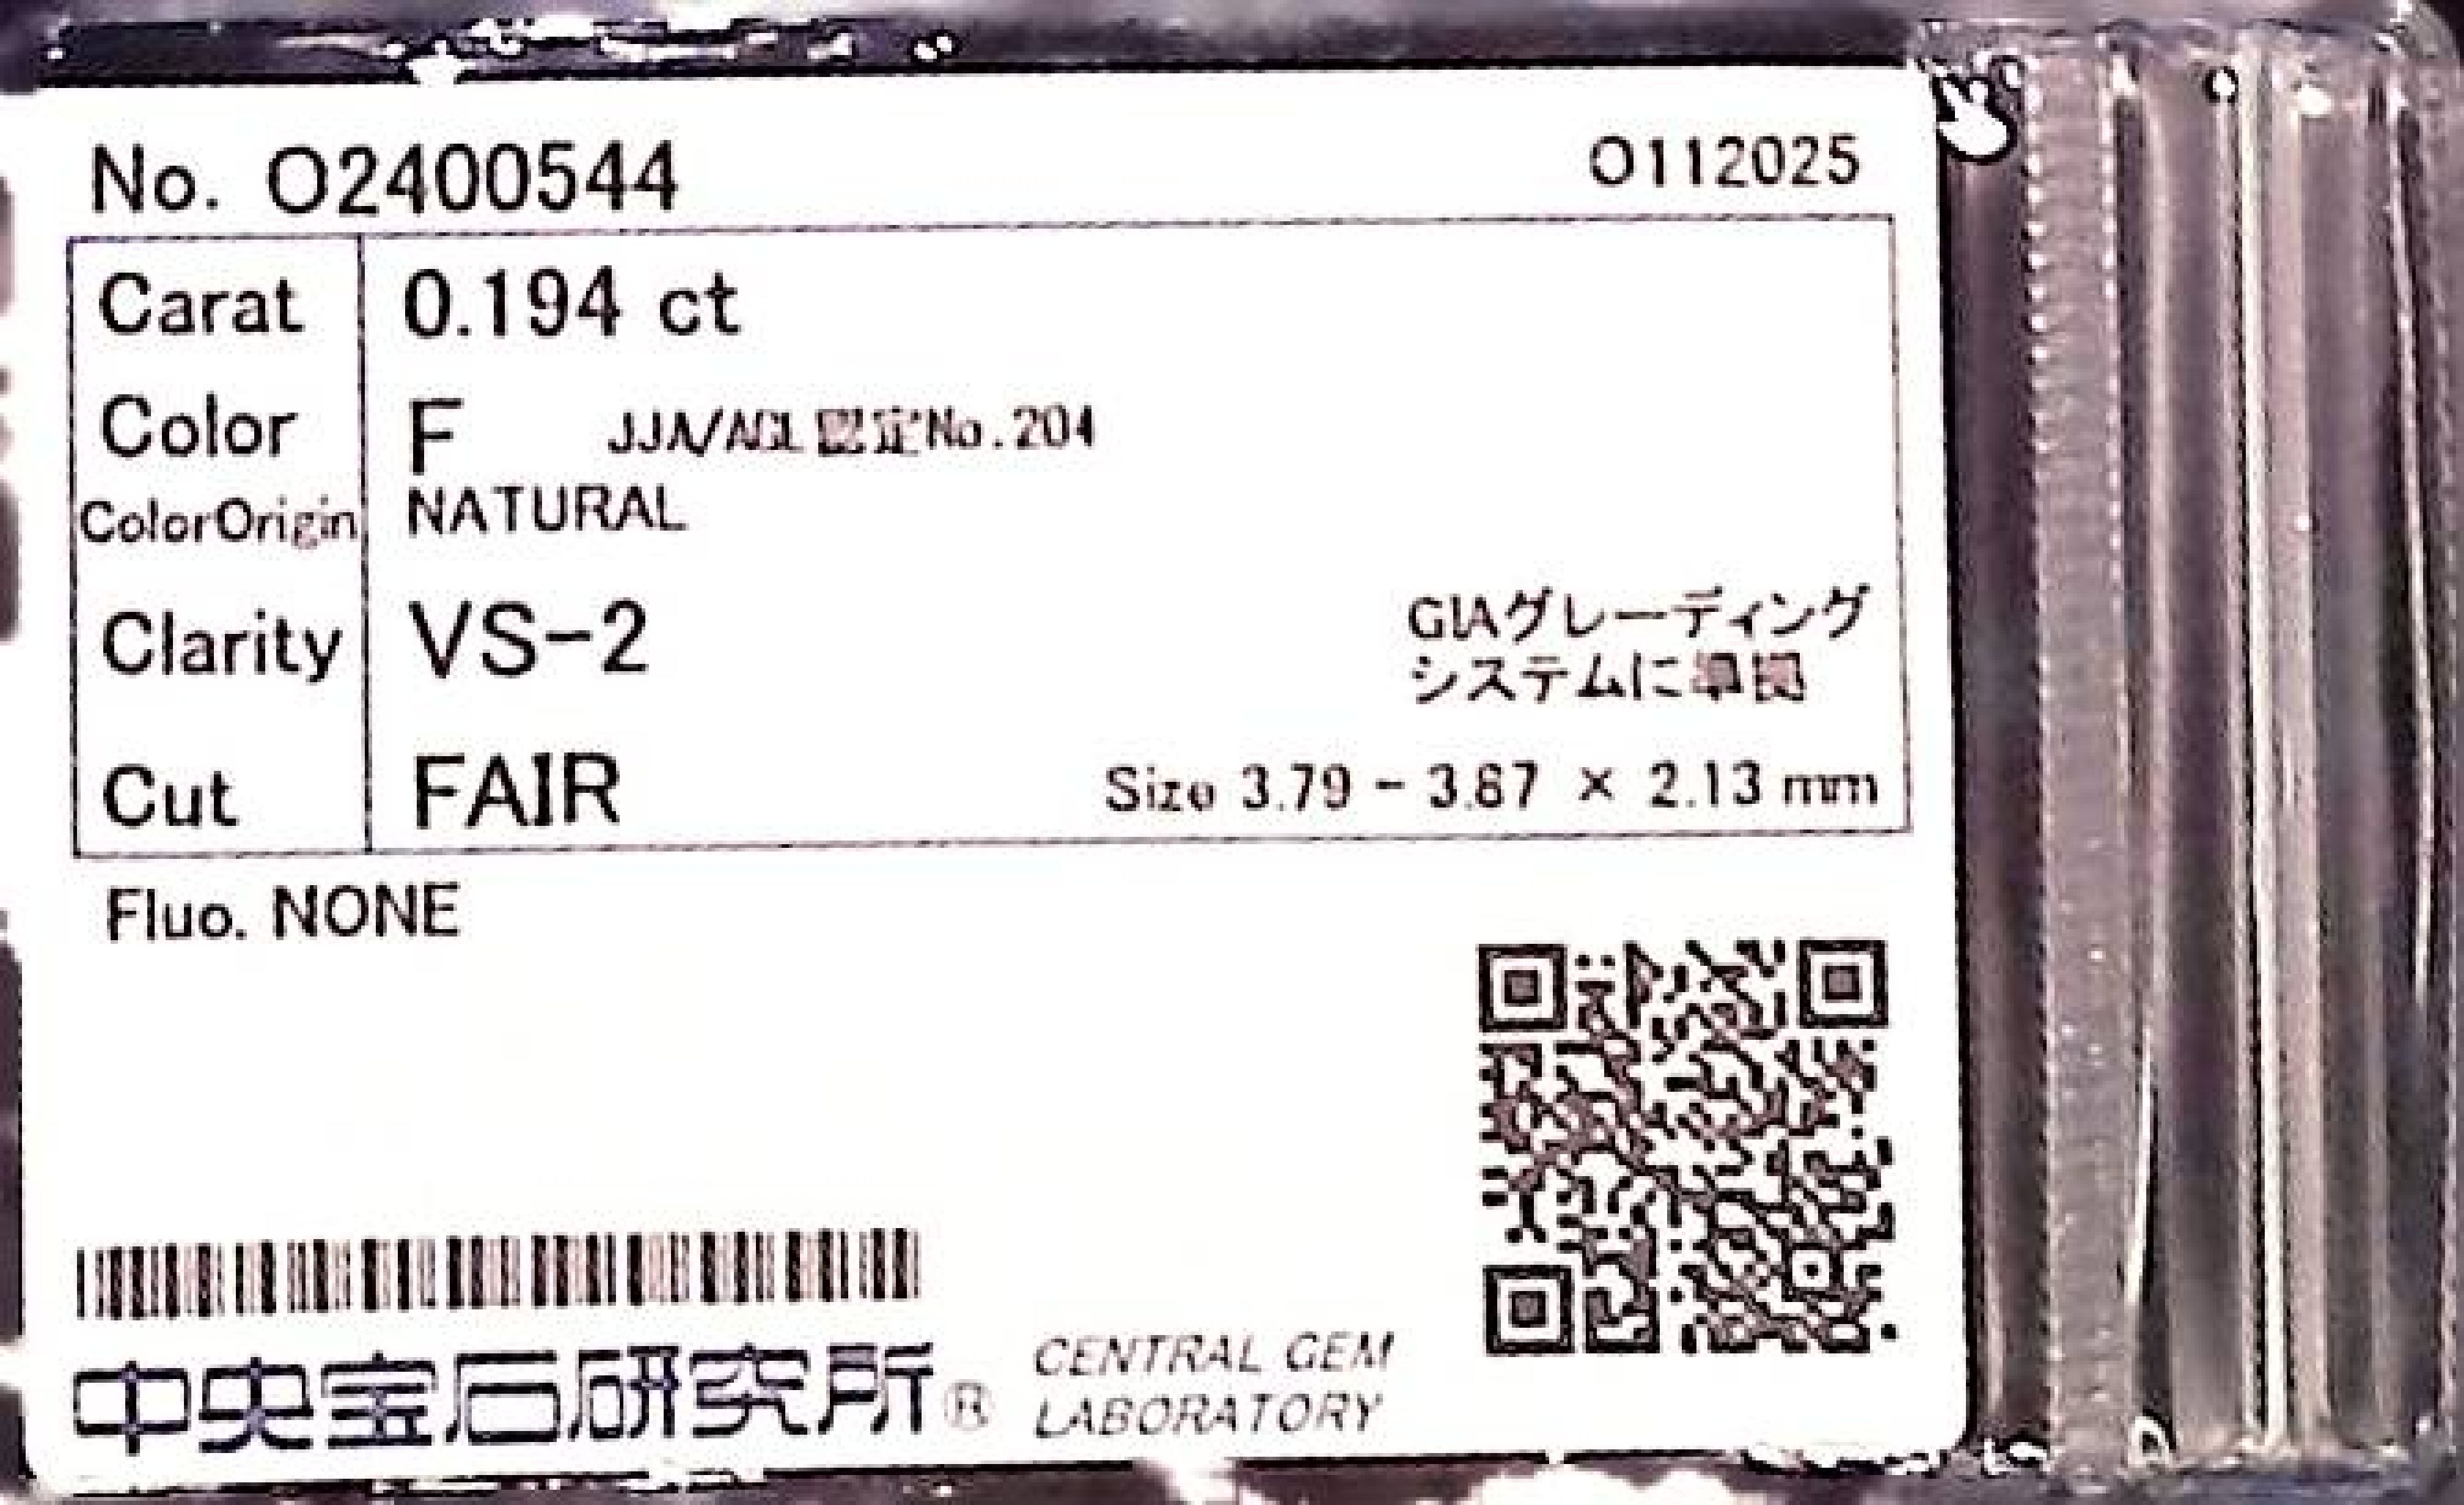 No. O2400544 O112025
Carat 0.194 ct
Color F JJA/AGL認定No.204
ColorOrigin NATURAL
Clarity VS-2
GIAグレーディング
システムに準拠
Cut FAIR Size 3.79 - 3.87 × 2.13 mm
Fluo. NONE
中央宝石研究所® CENTRAL GEM
LABORATORY